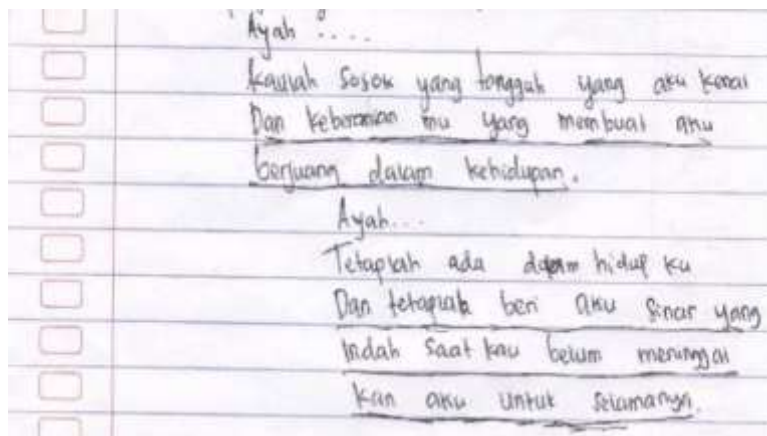 Ayah ....
Kaulah Sosok yang tangguh yang aku kenal
Dan keberanian mu yang membuat aku
berjuang dalam kehidupan.
Ayah...
Tetaplah ada dalam hidup ku
Dan tetaplah beri aku sinar yang
indah saat kau belum meninggal
kan aku untuk selamanya.